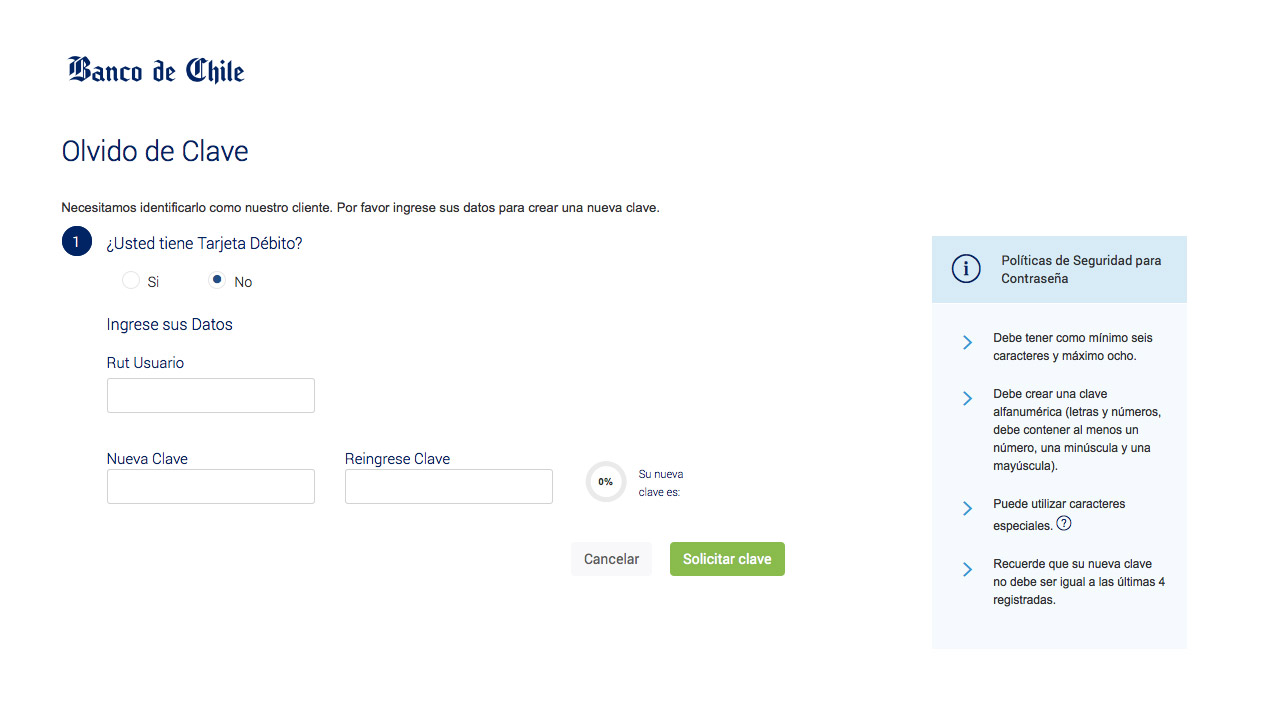 Banco de Chile
Olvido de Clave
Necesitamos identificarlo como nuestro cliente. Por favor ingrese sus datos para crear una nueva clave.
1
¿Usted tiene Tarjeta Débito?
Si
No
Ingrese sus Datos
Rut Usuario
Nueva Clave
Reingrese Clave
0%
Su nueva
clave es:
Cancelar
Solicitar clave
i
Políticas de Seguridad para
Contraseña
Debe tener como mínimo seis
caracteres y máximo ocho.
Debe crear una clave
alfanumérica (letras y números,
debe contener al menos un
número, una minúscula y una
mayúscula).
Puede utilizar caracteres
especiales. ?
Recuerde que su nueva clave
no debe ser igual a las últimas 4
registradas.